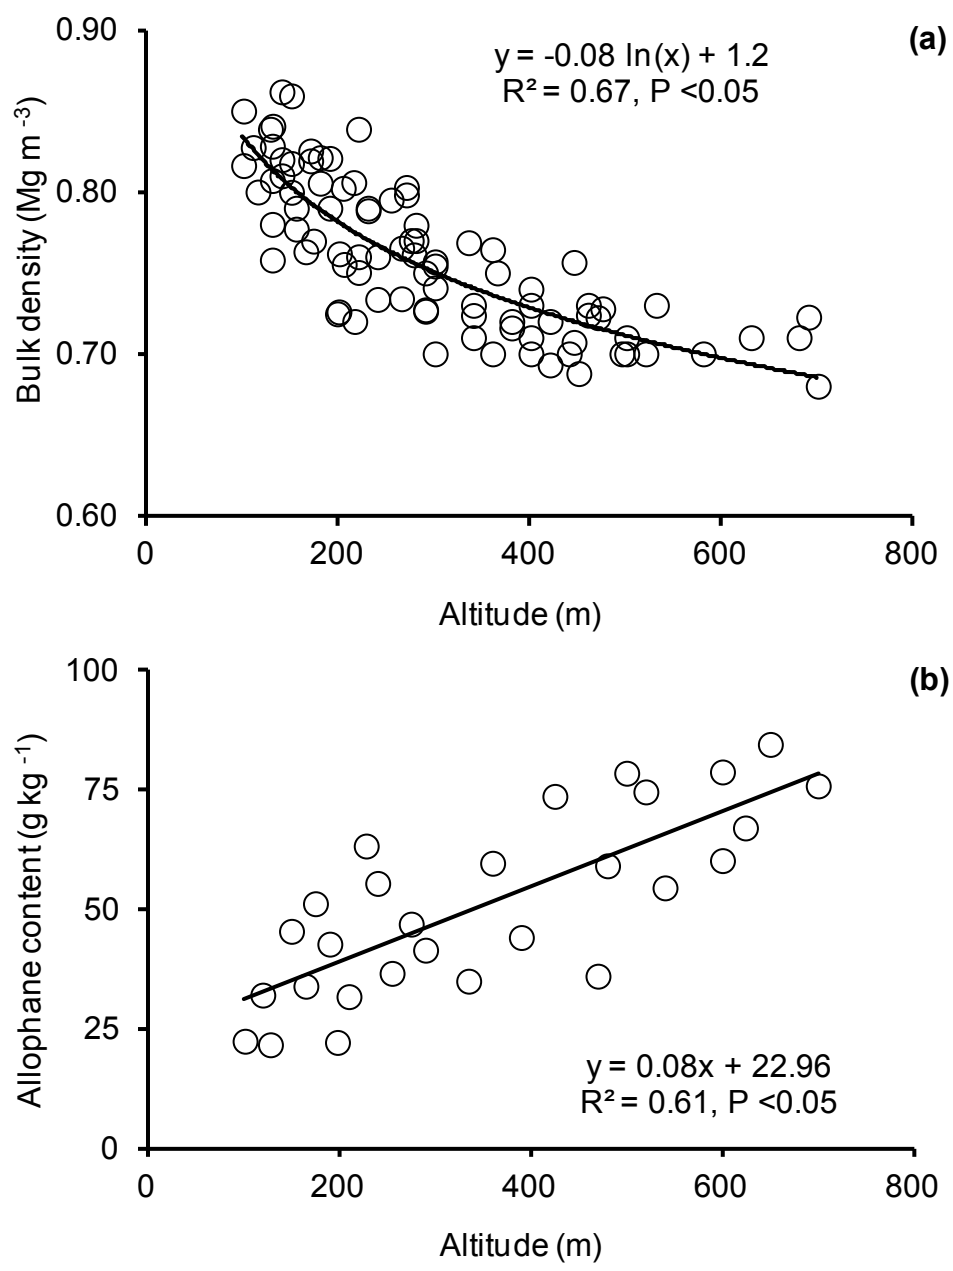 (a)
y = -0.08 ln(x) + 1.2
R² = 0.67, P <0.05
0.90
0.80
0.70
0.60
Bulk density (Mg m -3)
0 200 400 600 800
Altitude (m)
(b)
100
75
50
25
0
Allophane content (g kg -1)
y = 0.08x + 22.96
R² = 0.61, P <0.05
0 200 400 600 800
Altitude (m)